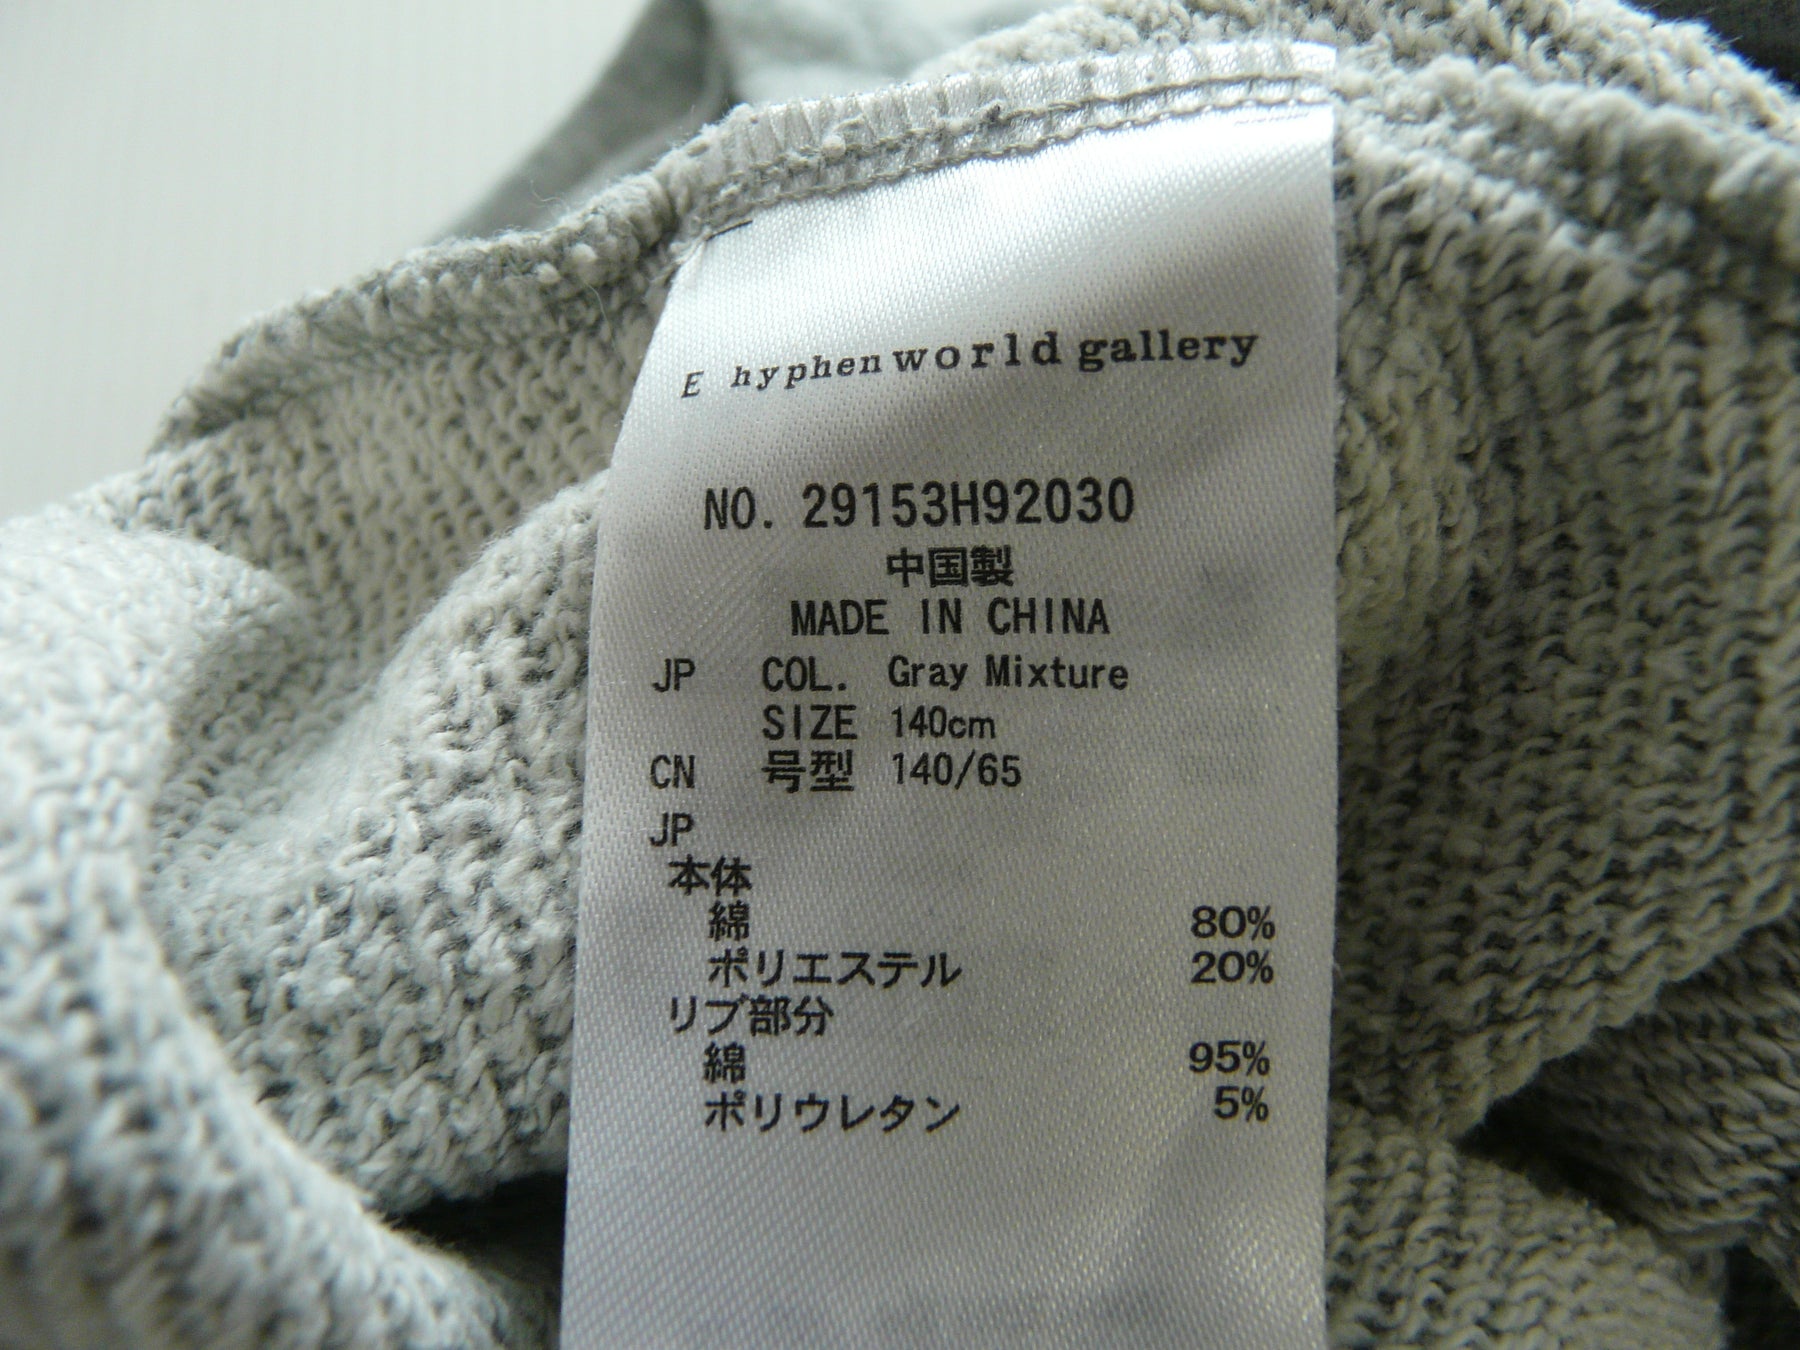 E hyphen world gallery
NO. 29153H92030
中国製
MADE IN CHINA
JP COL. Gray Mixture
SIZE 140cm
CN 号型 140/65
JP
本体
綿 80%
ポリエステル 20%
リブ部分
綿 95%
ポリウレタン 5%